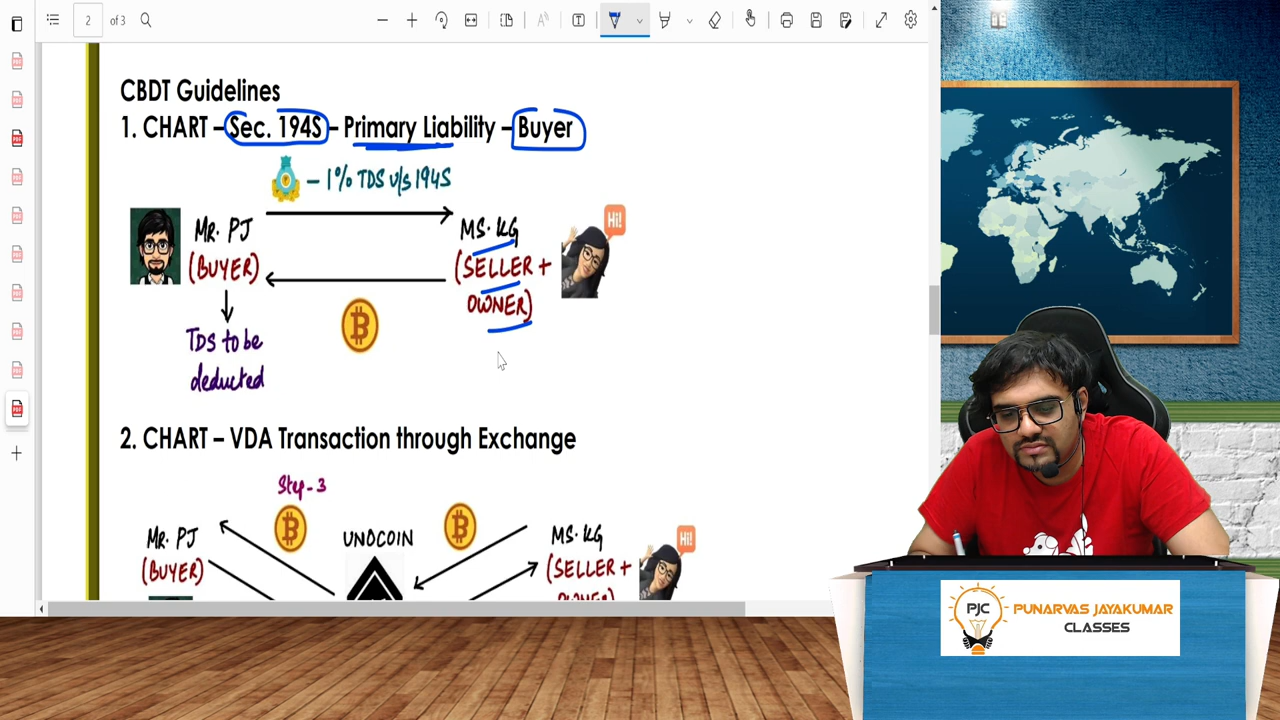 2
of 3
CBDT Guidelines
1. CHART – Sec. 194S – Primary Liability – Buyer
– 1% TDS u/s 194S
Hi!
MR. PJ
(BUYER)
MS. KG
(SELLER +
OWNER)
TDS to be
deducted
2. CHART – VDA Transaction through Exchange
Step - 3
MR. PJ
(BUYER)
UNOCOIN
MS. KG
(SELLER +
OWNER)
Hi!
PJC
PUNARVAS JAYAKUMAR
CLASSES